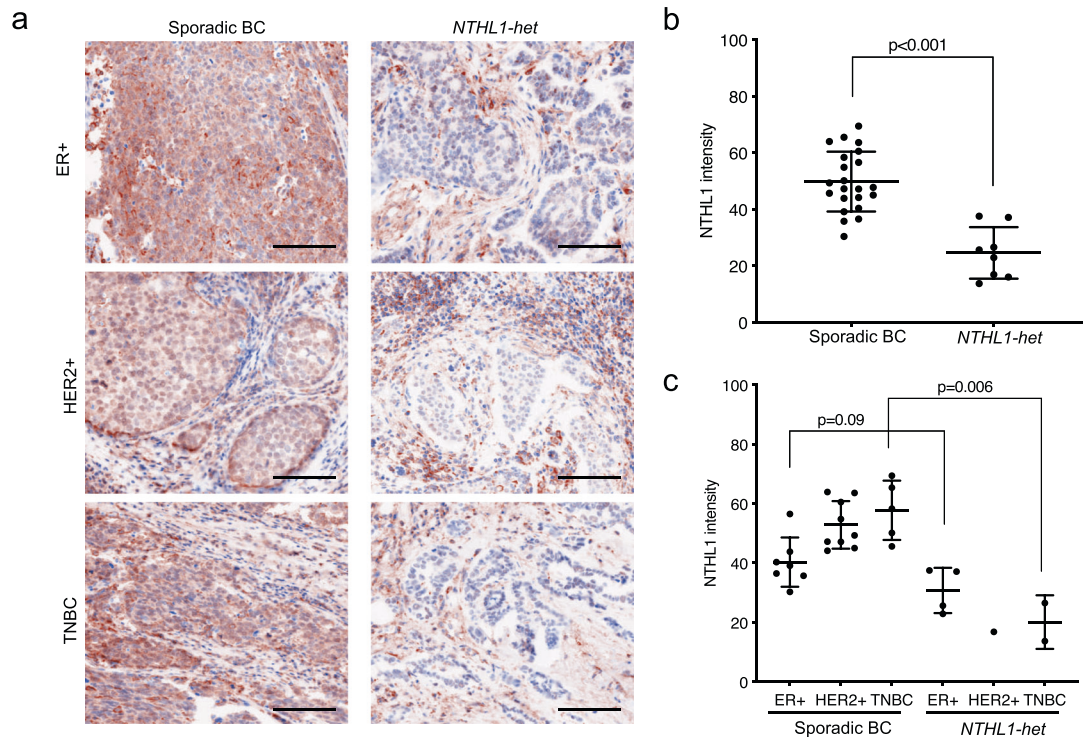 a
Sporadic BC
NTHL1-het
ER+
HER2+
TNBC
b
100
80
60
40
20
0
NTHL1 intensity
p<0.001
Sporadic BC
NTHL1-het
c
100
80
60
40
20
0
NTHL1 intensity
p=0.09
p=0.006
ER+ HER2+ TNBC ER+ HER2+ TNBC
Sporadic BC NTHL1-het